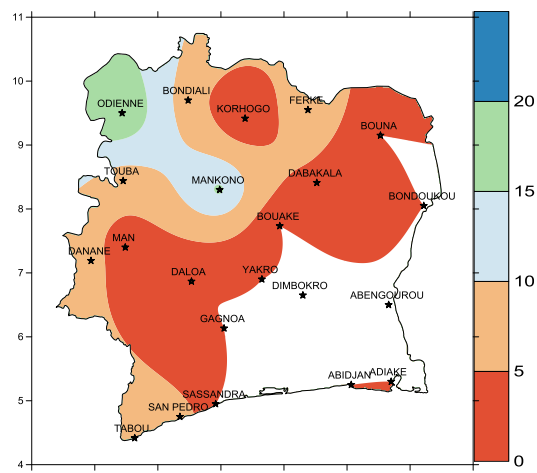 11
10
9
8
7
6
5
4
ODIENNE
BONDIALI
KORHOGO
FERKE
BOUNA
TOUBA
MANKONO
DABAKALA
BONDOUKOU
BOUAKE
MAN
DANANE
DALOA
YAKRO
DIMBOKRO
ABENGOUROU
GAGNOA
ABIDJAN
ADIAKE
SASSANDRA
SAN PEDRO
TABOU
20
15
10
5
0